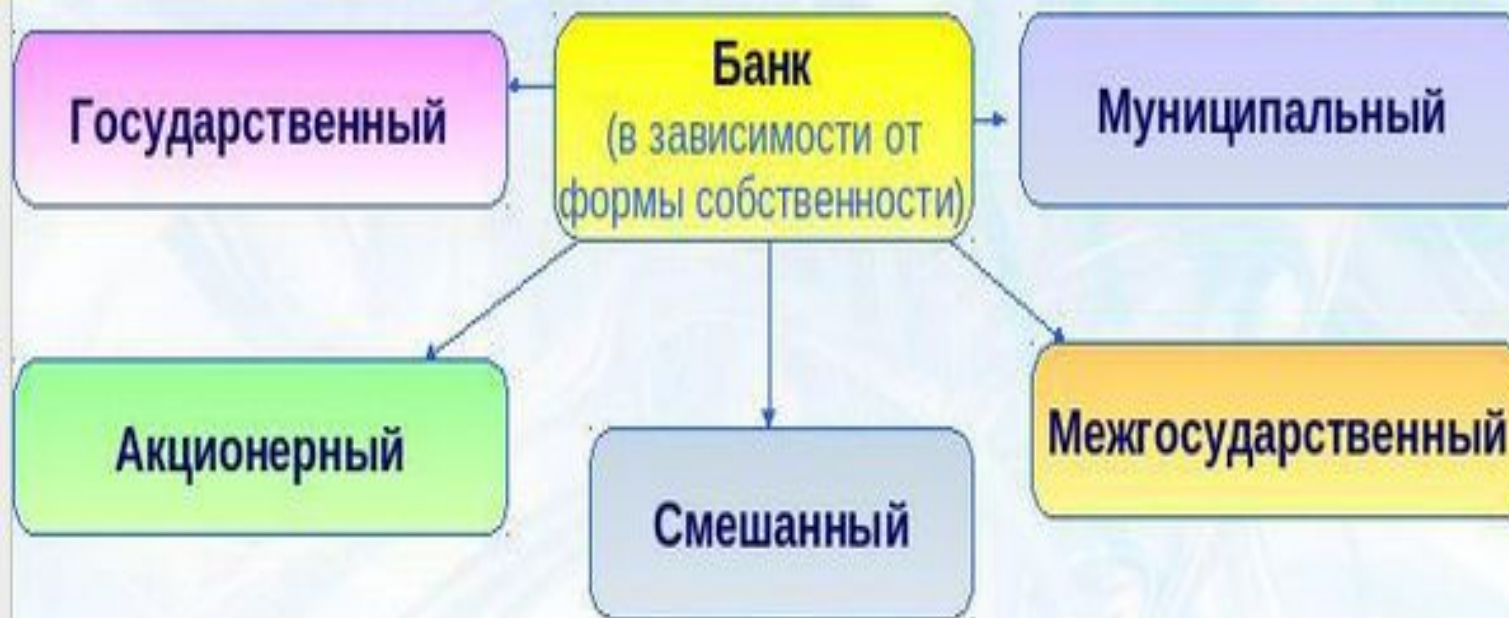 Банк
(в зависимости от
формы собственности)
Государственный
Муниципальный
Акционерный
Смешанный
Межгосударственный